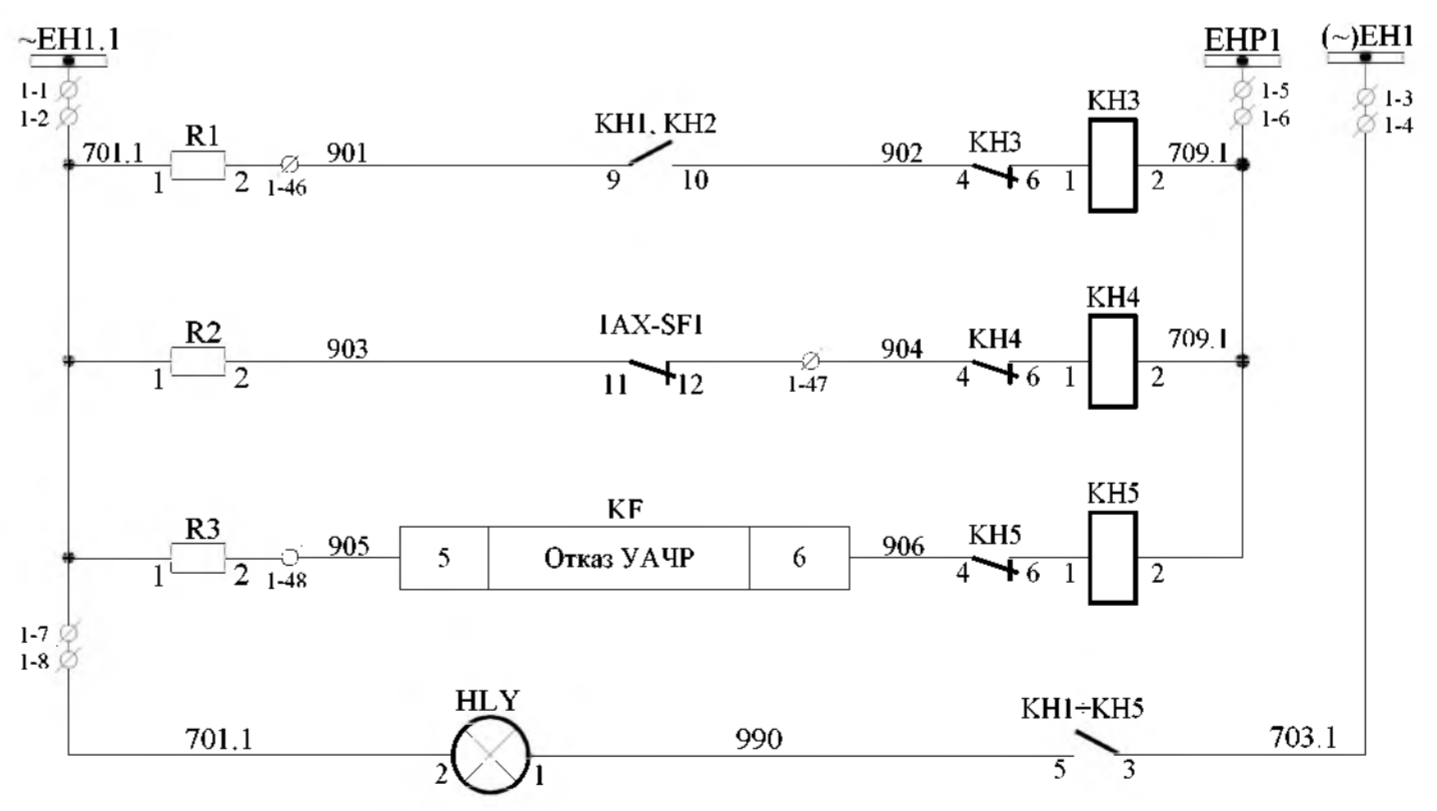 ~EH1.1
EHP1
(~)EH1
1-1
1-2
1-5
1-6
1-3
1-4
701.1
R1
1
2
1-46
901
KH1, KH2
9
10
902
KH3
4
6
KH3
1
2
709.1
R2
1
2
903
1AX-SF1
11
12
1-47
904
KH4
4
6
KH4
1
2
709.1
R3
1
2
1-48
905
KF
5
Отказ УАЧР
6
906
KH5
4
6
KH5
1
2
1-7
1-8
701.1
HLY
2
1
990
KH1÷KH5
5
3
703.1